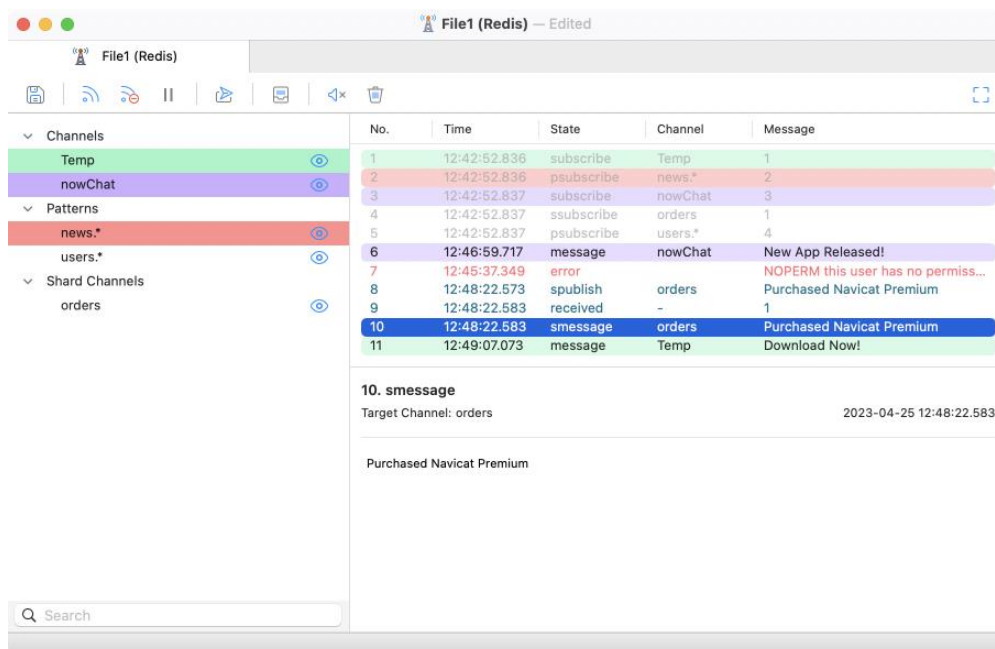 File1 (Redis) — Edited
File1 (Redis)
Channels
Temp
nowChat
Patterns
news.*
users.*
Shard Channels
orders
Search
No. Time State Channel Message
1 12:42:52.836 subscribe Temp 1
2 12:42:52.836 psubscribe news.* 2
3 12:42:52.837 subscribe nowChat 3
4 12:42:52.837 ssubscribe orders 1
5 12:42:52.837 psubscribe users.* 4
6 12:46:59.717 message nowChat New App Released!
7 12:45:37.349 error NOPERM this user has no permiss...
8 12:48:22.573 spublish orders Purchased Navicat Premium
9 12:48:22.583 received - 1
10 12:48:22.583 smessage orders Purchased Navicat Premium
11 12:49:07.073 message Temp Download Now!
10. smessage
Target Channel: orders 2023-04-25 12:48:22.583
Purchased Navicat Premium